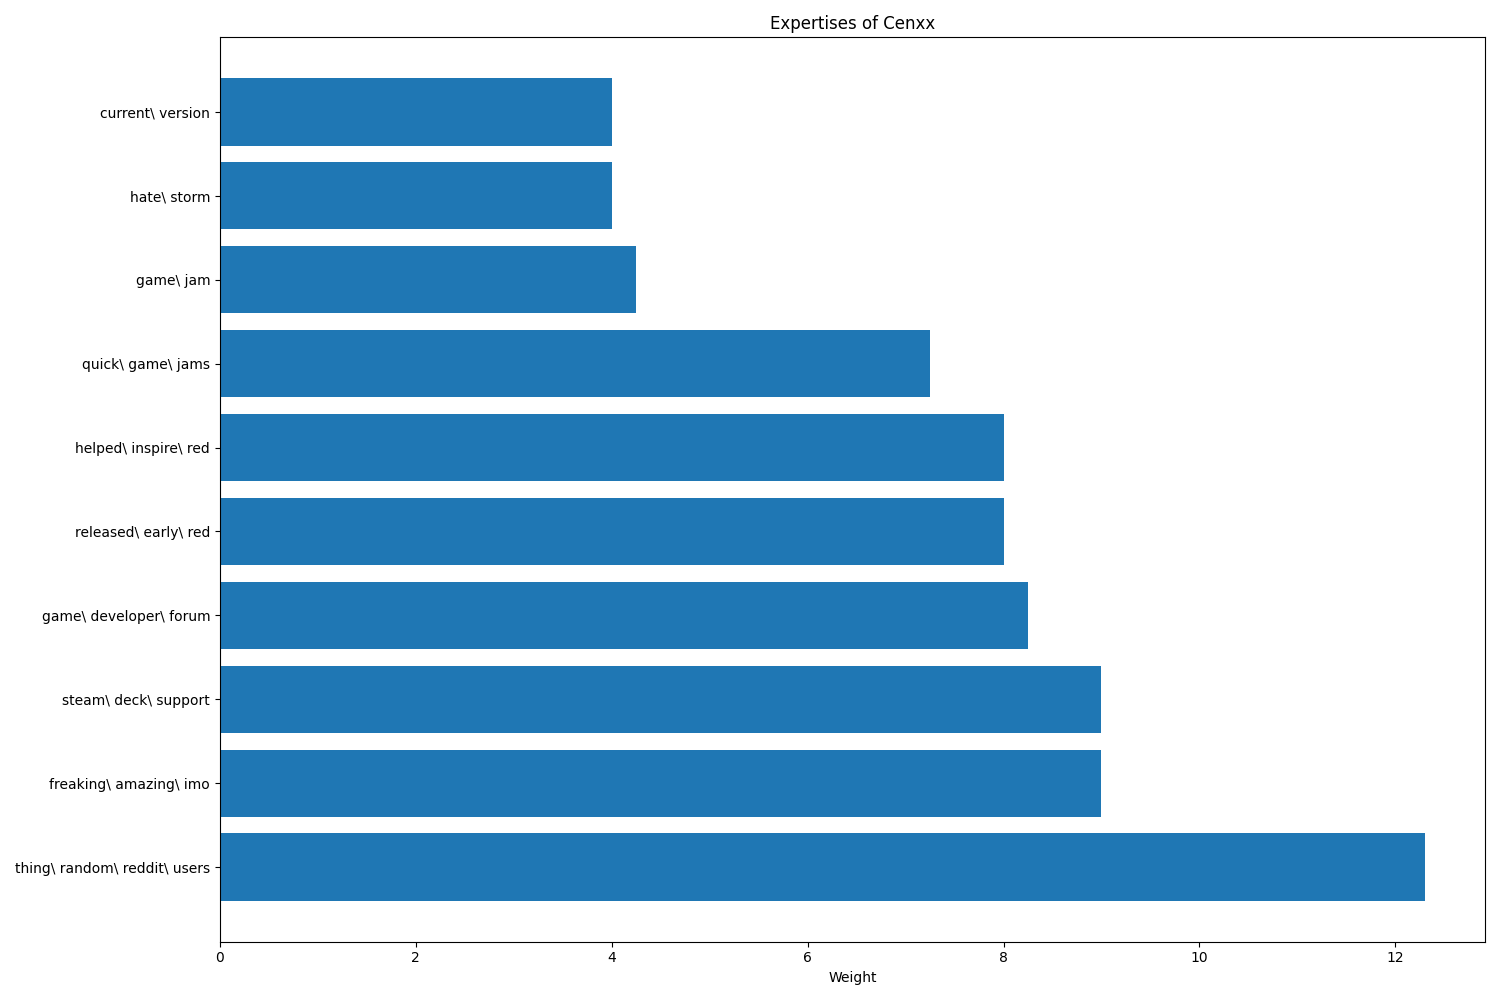 Expertises of Cenxx
current\ version
hate\ storm
game\ jam
quick\ game\ jams
helped\ inspire\ red
released\ early\ red
game\ developer\ forum
steam\ deck\ support
freaking\ amazing\ imo
thing\ random\ reddit\ users
0 2 4 6 8 10 12
Weight